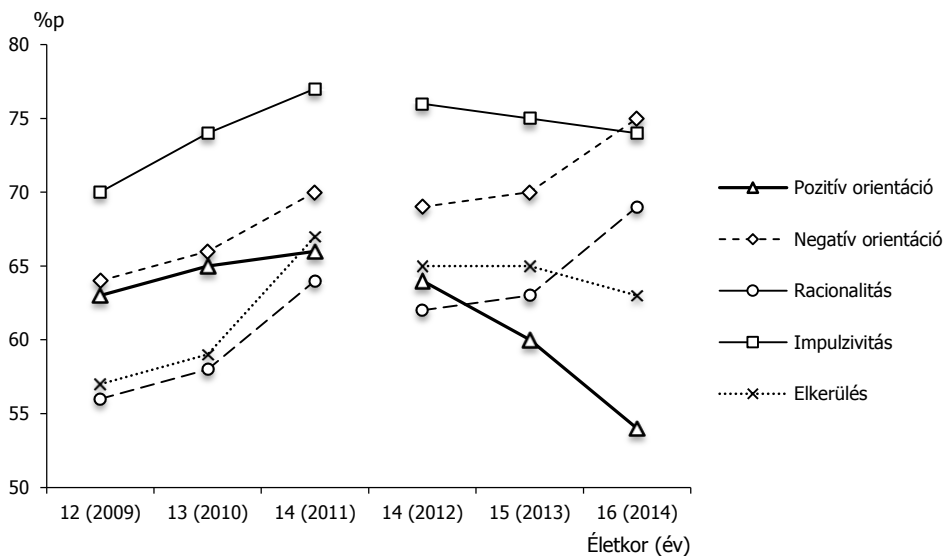 %p
80
75
70
65
60
55
50
12 (2009) 13 (2010) 14 (2011) 14 (2012) 15 (2013) 16 (2014)
Életkor (év)
Pozitív orientáció
Negatív orientáció
Racionalitás
Impulzivitás
Elkerülés